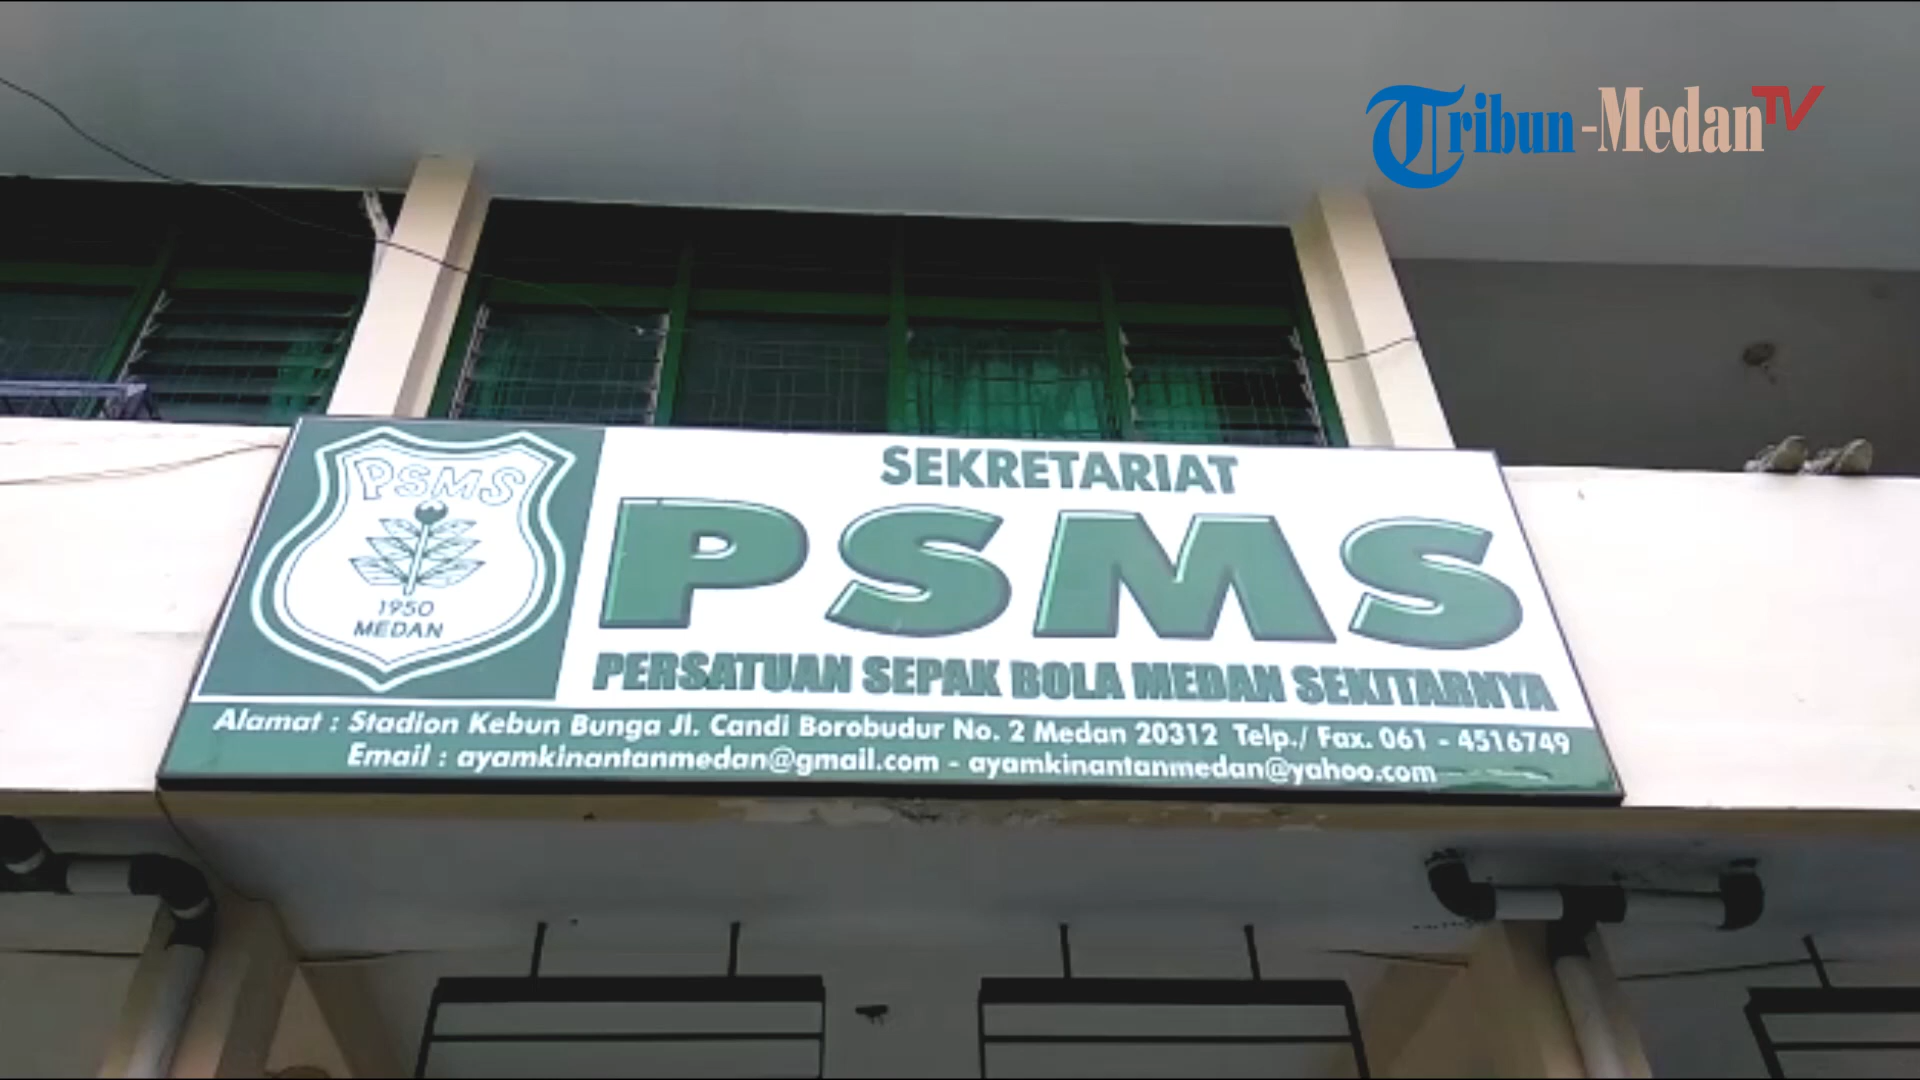 Tribun-MedanTV
PSMS
1950
MEDAN
SEKRETARIAT
PSMS
PERSATUAN SEPAK BOLA MEDAN SEKITARNYA
Alamat : Stadion Kebun Bunga Jl. Candi Borobudur No. 2 Medan 20312 Telp./ Fax. 061 - 4516749
Email : ayamkinantanmedan@gmail.com - ayamkinantanmedan@yahoo.com